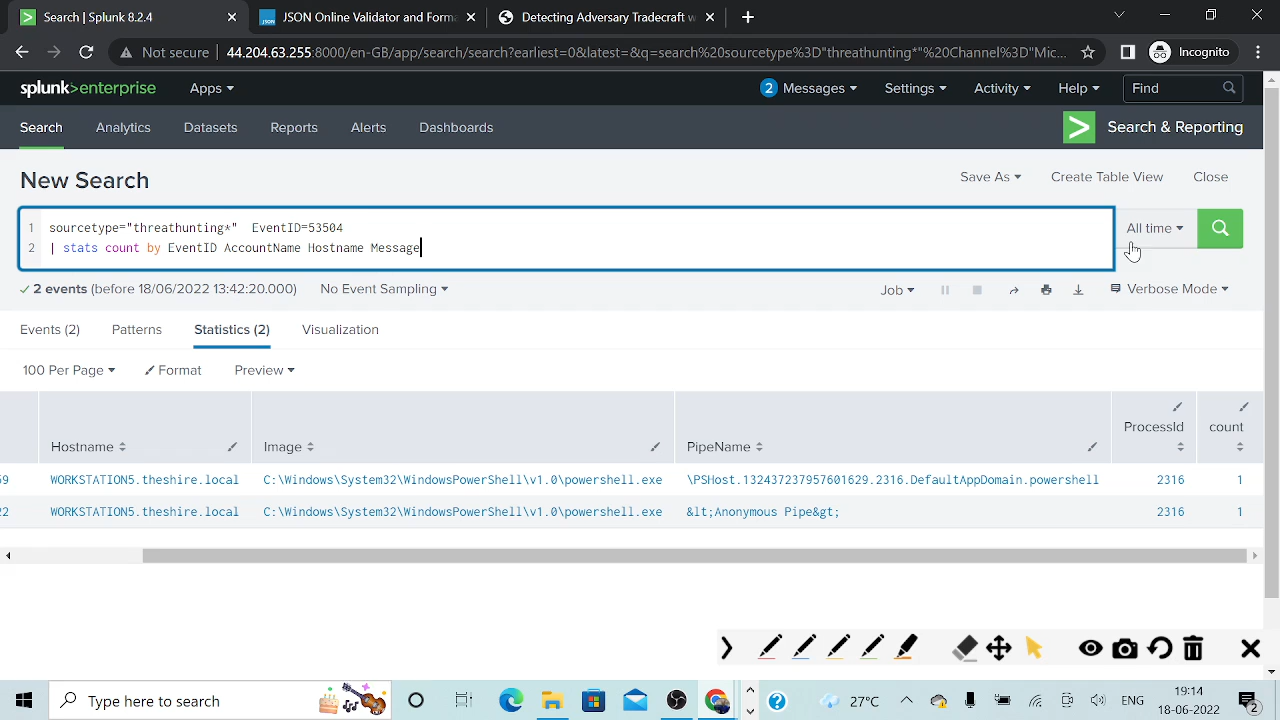 Search | Splunk 8.2.4
JSON Online Validator and Forma
Detecting Adversary Tradecraft w
Not secure
44.204.63.255:8000/en-GB/app/search/search?earliest=0&latest=&q=search%20sourcetype%3D"threathunting*"%20Channel%3D"Mic...
Incognito
splunk>enterprise
Apps
2
Messages
Settings
Activity
Help
Find
Search
Analytics
Datasets
Reports
Alerts
Dashboards
Search & Reporting
New Search
Save As
Create Table View
Close
1 sourcetype="threathunting*"  EventID=53504
2 | stats count by EventID AccountName Hostname Message
All time
2 events (before 18/06/2022 13:42:20.000)
No Event Sampling
Job
Verbose Mode
Events (2)
Patterns
Statistics (2)
Visualization
100 Per Page
Format
Preview
Hostname
Image
PipeName
ProcessId
count
59 WORKSTATION5.theshire.local C:\Windows\System32\WindowsPowerShell\v1.0\powershell.exe \PSHost.132437237957601629.2316.DefaultAppDomain.powershell 2316 1
22 WORKSTATION5.theshire.local C:\Windows\System32\WindowsPowerShell\v1.0\powershell.exe &lt;Anonymous Pipe&gt; 2316 1
Type here to search
27°C
ENG
19:14
18-06-2022
2